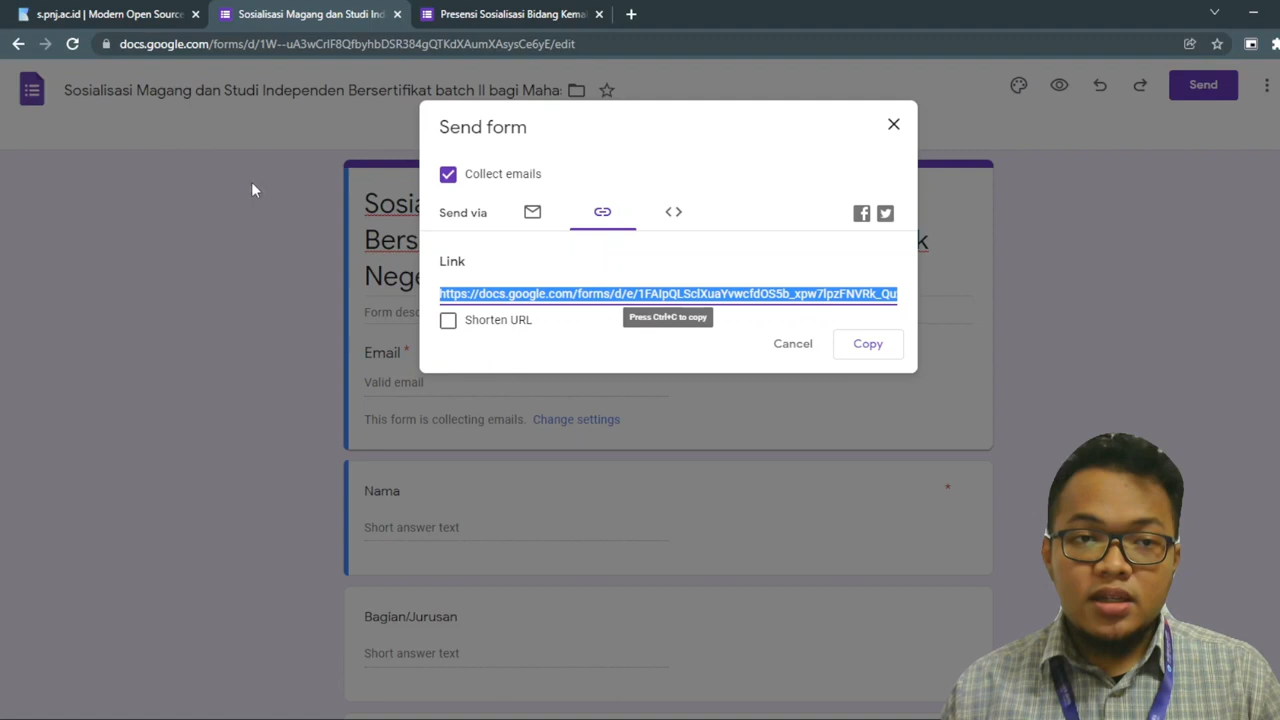 s.pnj.ac.id | Modern Open Source
Sosialisasi Magang dan Studi Ind
Presensi Sosialisasi Bidang Kema
docs.google.com/forms/d/1W--uA3wCrlF8QfbyhbDSR384gQTKdXAumXAsysCe6yE/edit
Sosialisasi Magang dan Studi Independen Bersertifikat batch II bagi Maha
Send
Send form
Collect emails
Send via
Link
https://docs.google.com/forms/d/e/1FAIpQLSclXuaYvwcfdOS5b_xpw7lpzFNVRk_Qu
Press Ctrl+C to copy
Shorten URL
Cancel
Copy
Sosia
Bers
k
Nege
Form desc
Email *
Valid email
This form is collecting emails. Change settings
Nama
*
Short answer text
Bagian/Jurusan
Short answer text